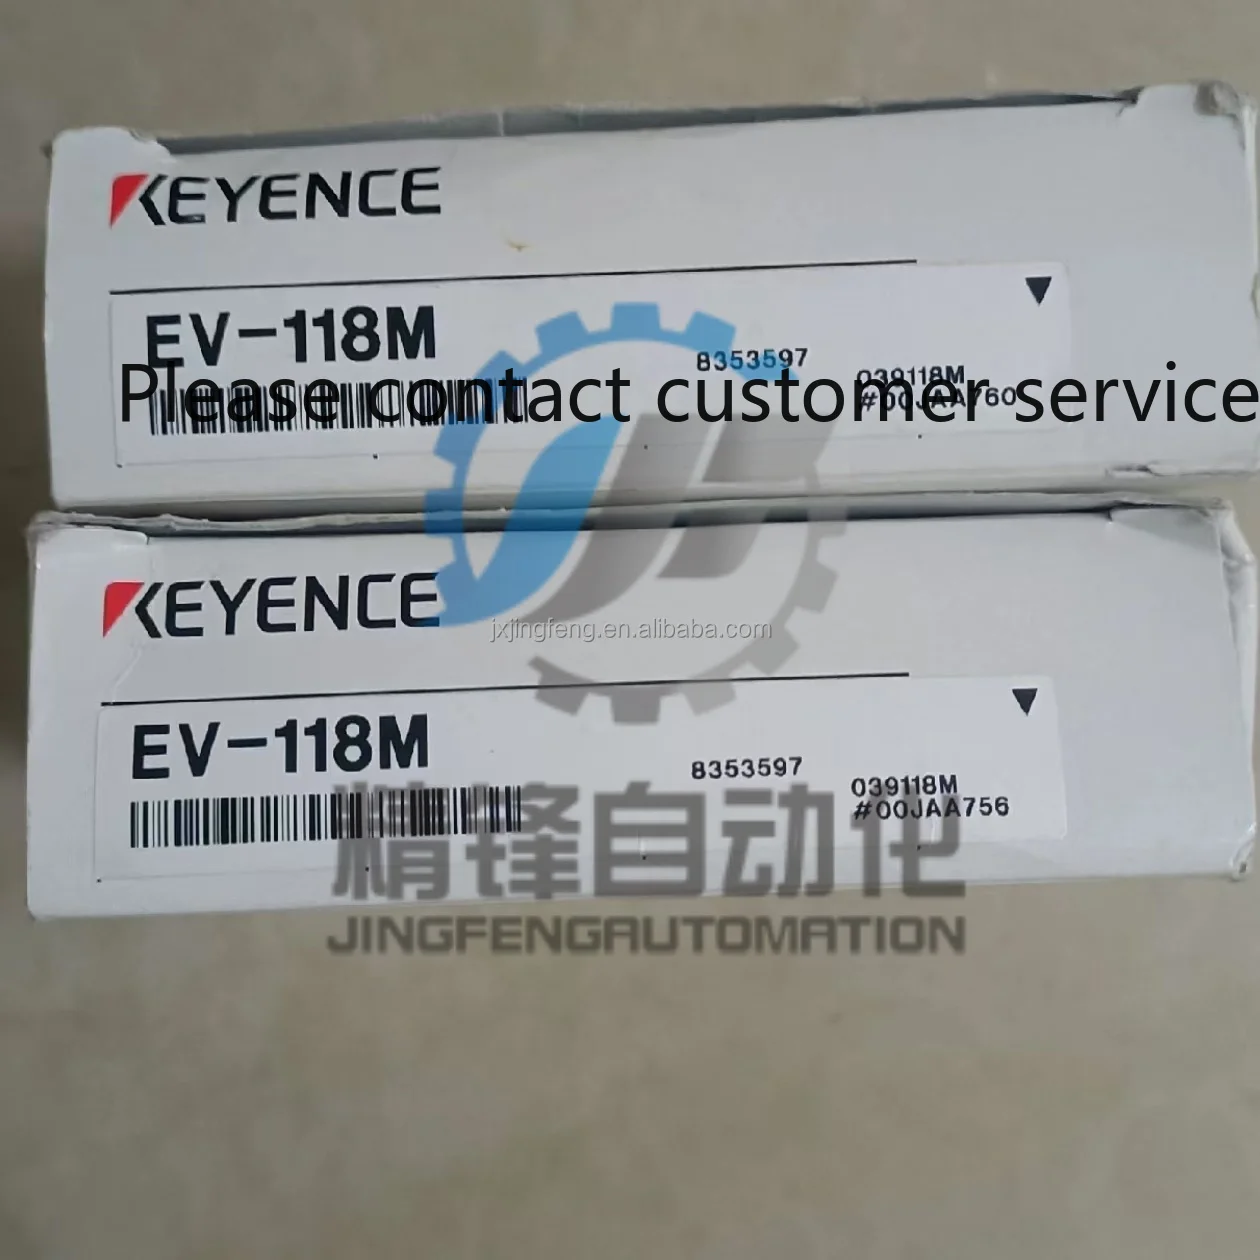 KEYENCE
EV-118M
8353597
039118M
#00JAA760
Please contact customer service
KEYENCE
jxjingfeng.en.alibaba.com
EV-118M
8353597
039118M
#00JAA756
精锋自动化
JINGFENGAUTOMATION